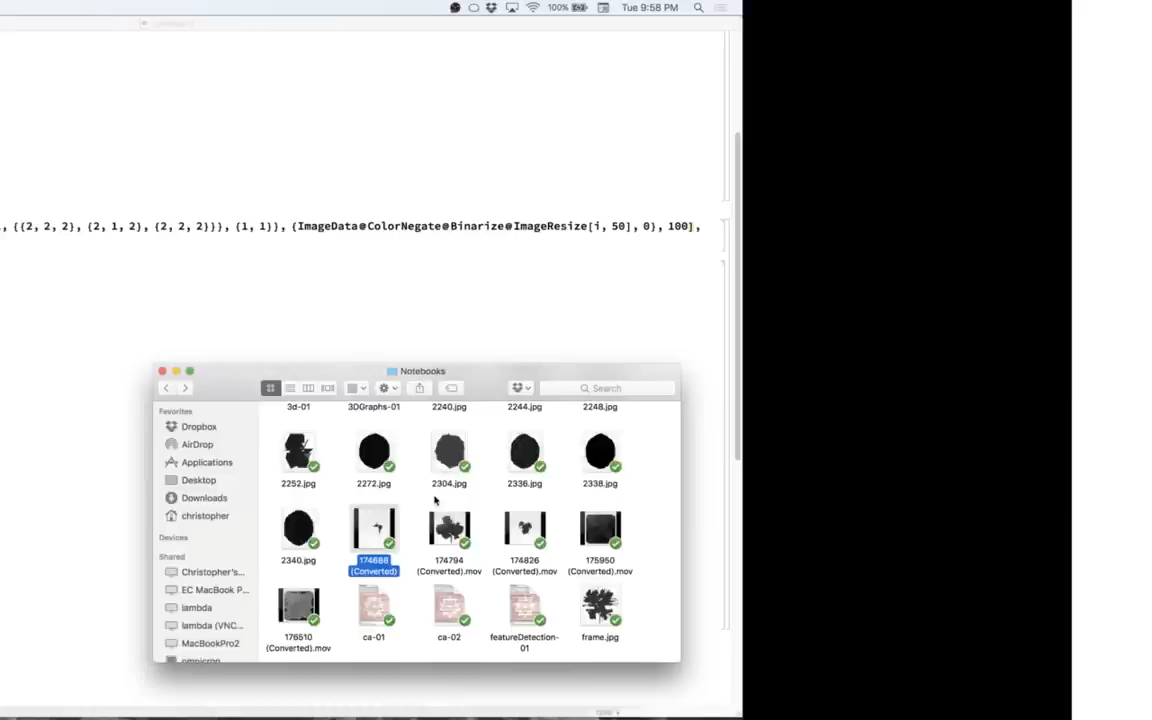 100% Tue 9:58 PM
, {{2, 2, 2}, {2, 1, 2}, {2, 2, 2}}}, {1, 1}}, {ImageData@ColorNegate@Binarize@ImageResize[i, 50], 0}, 100],
Notebooks
Search
Favorites
Dropbox
AirDrop
Applications
Desktop
Downloads
christopher
Devices
Shared
Christopher's...
EC MacBook P...
lambda
lambda (VNC...
MacBookPro2
omicron
3d-01
3DGraphs-01
2240.jpg
2244.jpg
2248.jpg
2252.jpg
2272.jpg
2304.jpg
2336.jpg
2338.jpg
2340.jpg
174688
(Converted)
174794
(Converted).mov
174826
(Converted).mov
175950
(Converted).mov
176510
(Converted).mov
ca-01
ca-02
featureDetection-
01
frame.jpg